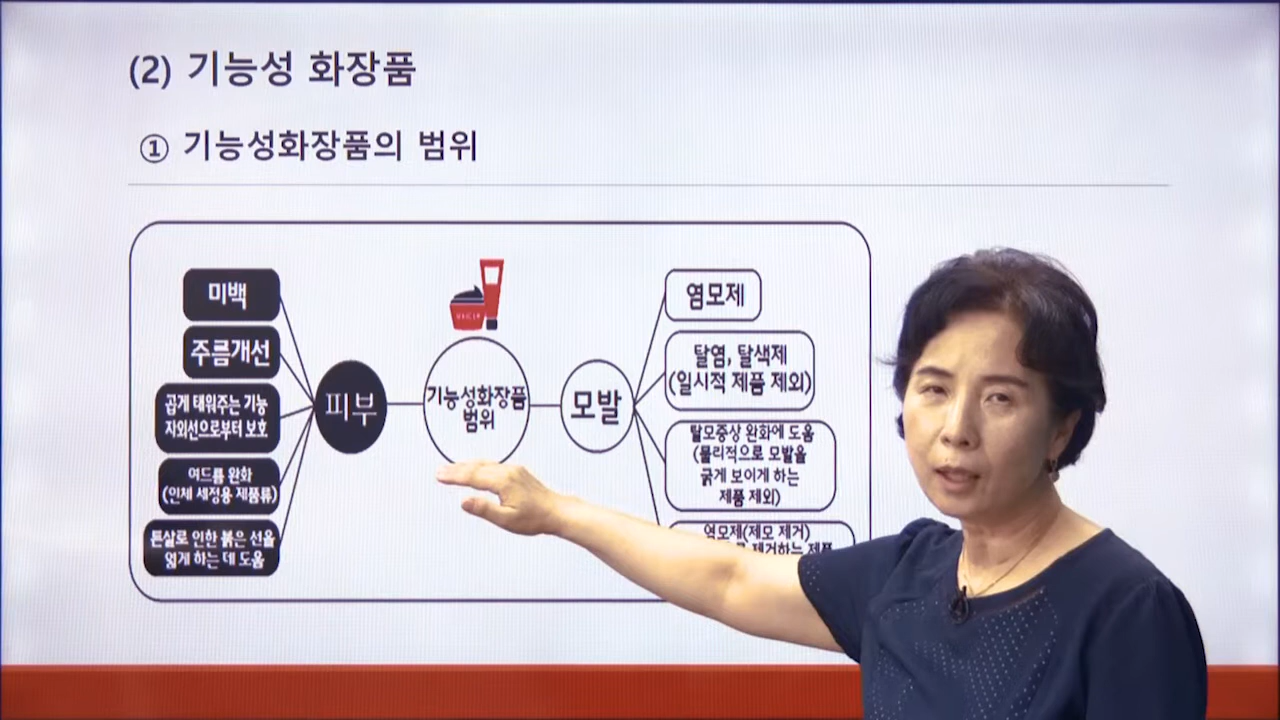 (2) 기능성 화장품
① 기능성화장품의 범위
미백
주름개선
곱게 태워주는 기능
자외선으로부터 보호
여드름 완화
(인체 세정용 제품류)
튼살로 인한 붉은 선을
엷게 하는 데 도움
피부
기능성화장품
범위
모발
염모제
탈염, 탈색제
(일시적 제품 제외)
탈모증상 완화에 도움
(물리적으로 모발을
굵게 보이게 하는
제품 제외)
역모제(제모 제거)
제거하는 제품